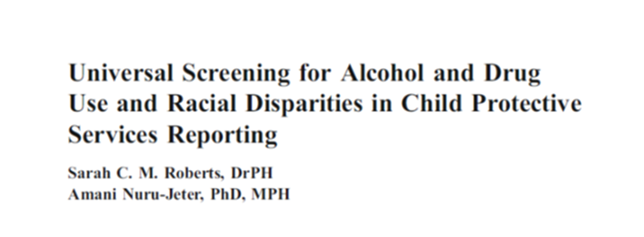 Universal Screening for Alcohol and Drug
Use and Racial Disparities in Child Protective
Services Reporting
Sarah C. M. Roberts, DrPH
Amani Nuru-Jeter, PhD, MPH